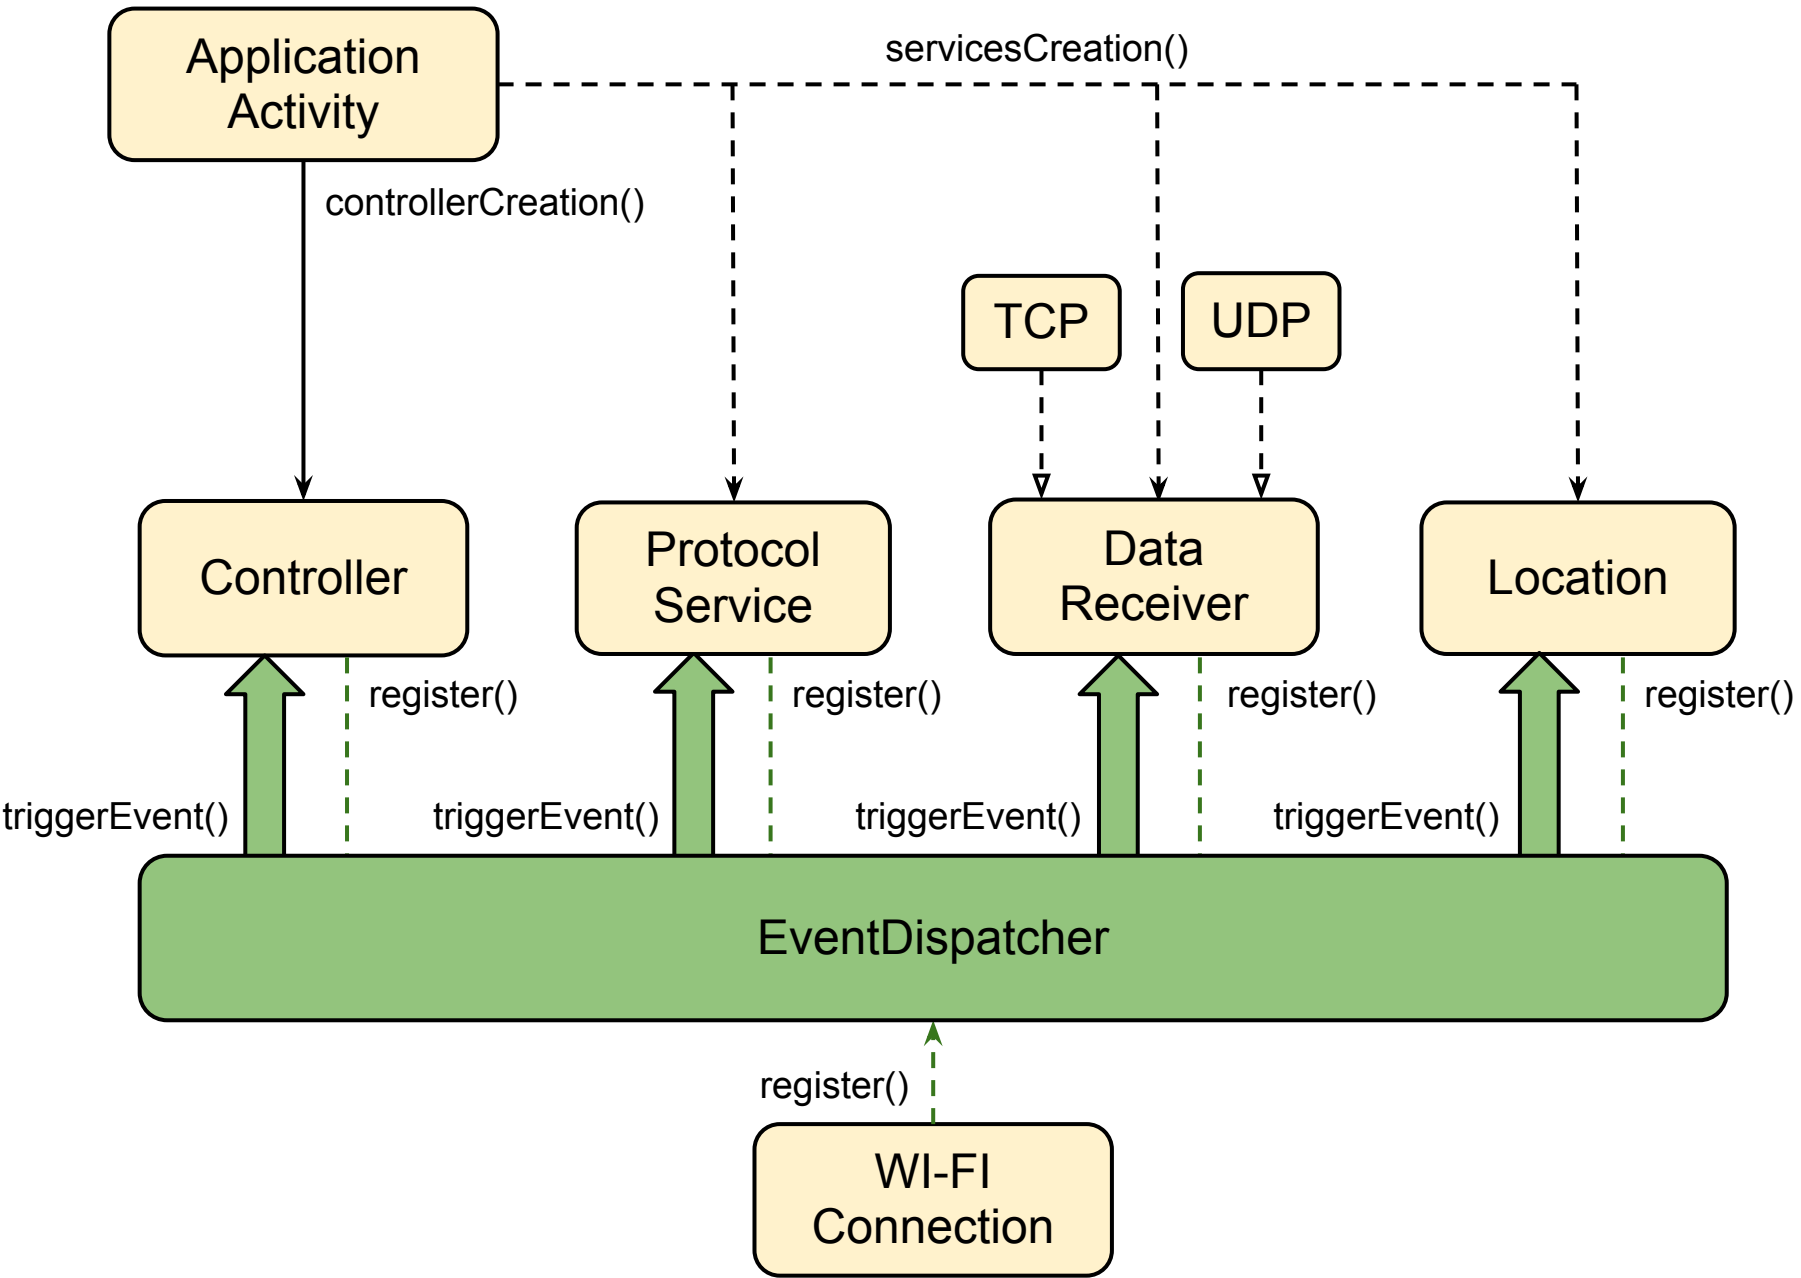 Application
Activity
servicesCreation()
controllerCreation()
TCP
UDP
Controller
Protocol
Service
Data
Receiver
Location
register()
register()
register()
register()
triggerEvent()
triggerEvent()
triggerEvent()
triggerEvent()
EventDispatcher
register()
WI-FI
Connection